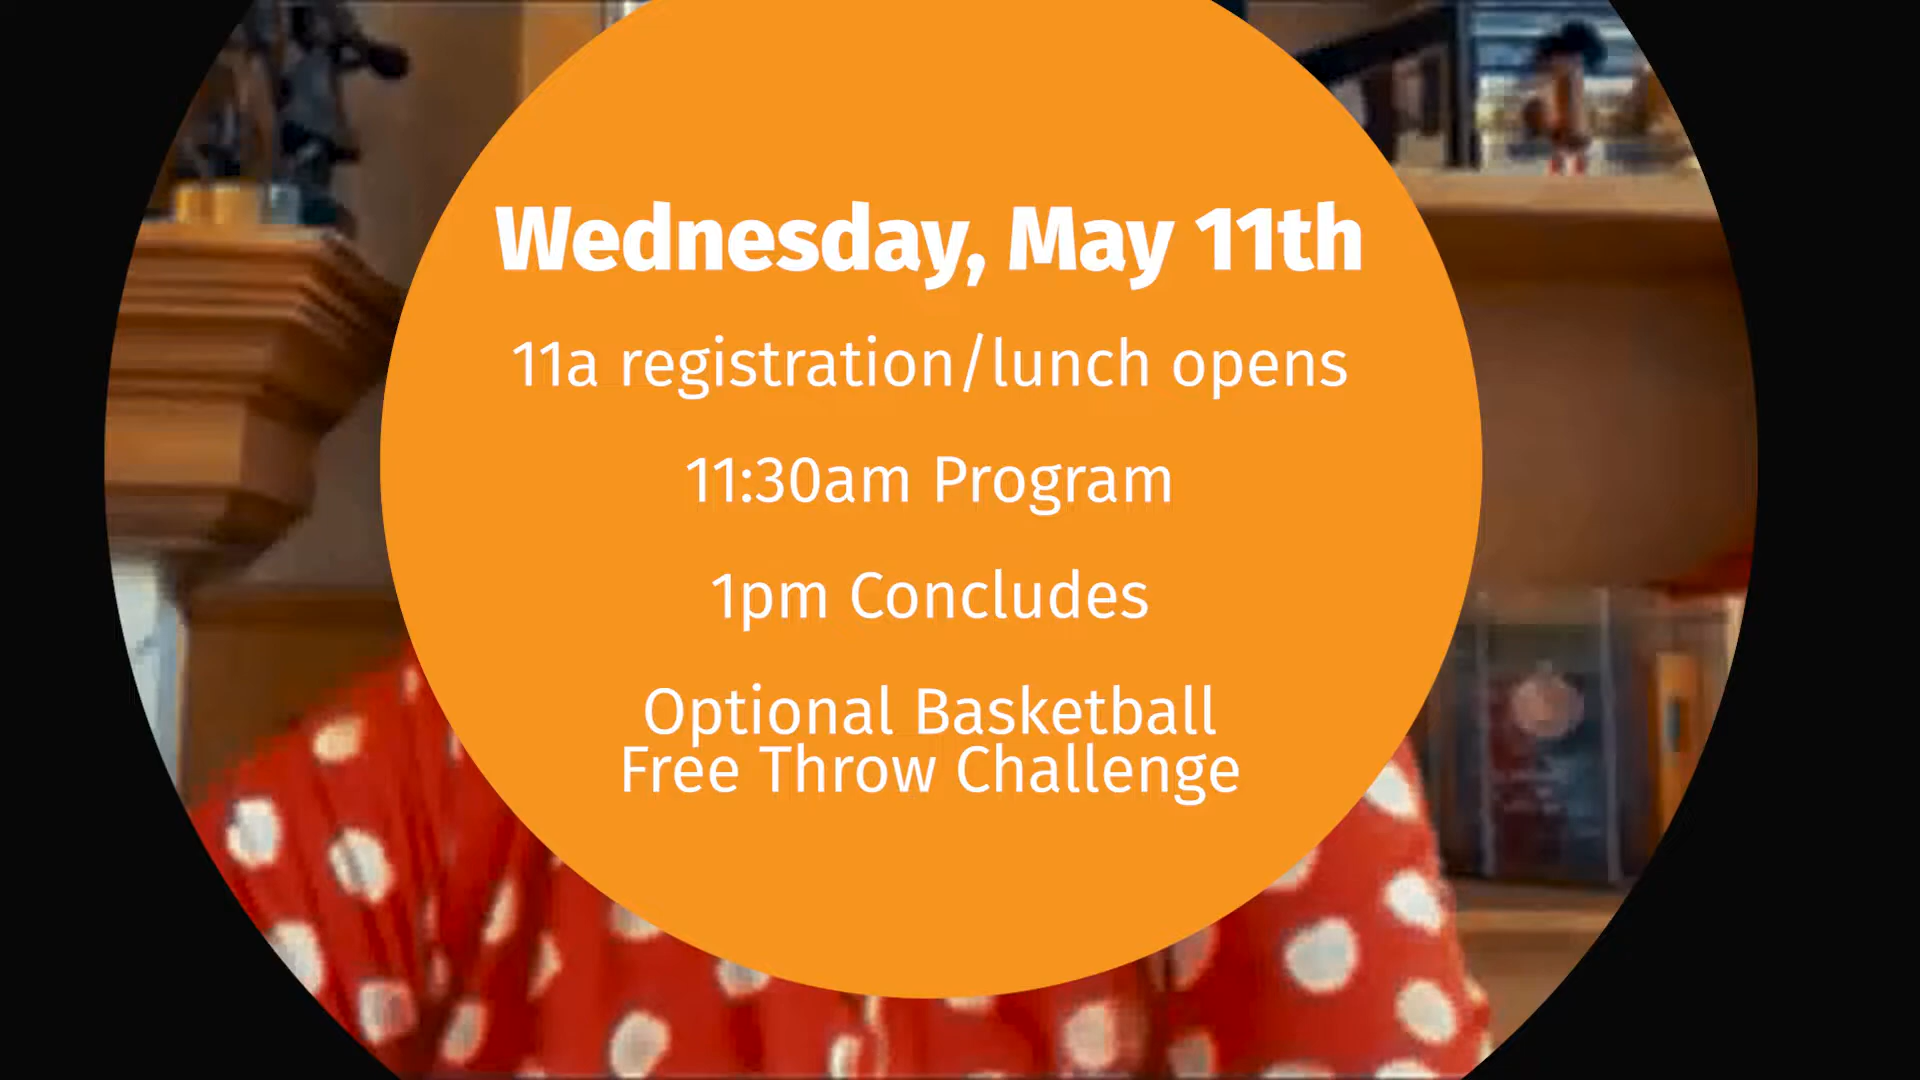 Wednesday, May 11th
11a registration/lunch opens
11:30am Program
1pm Concludes
Optional Basketball
Free Throw Challenge